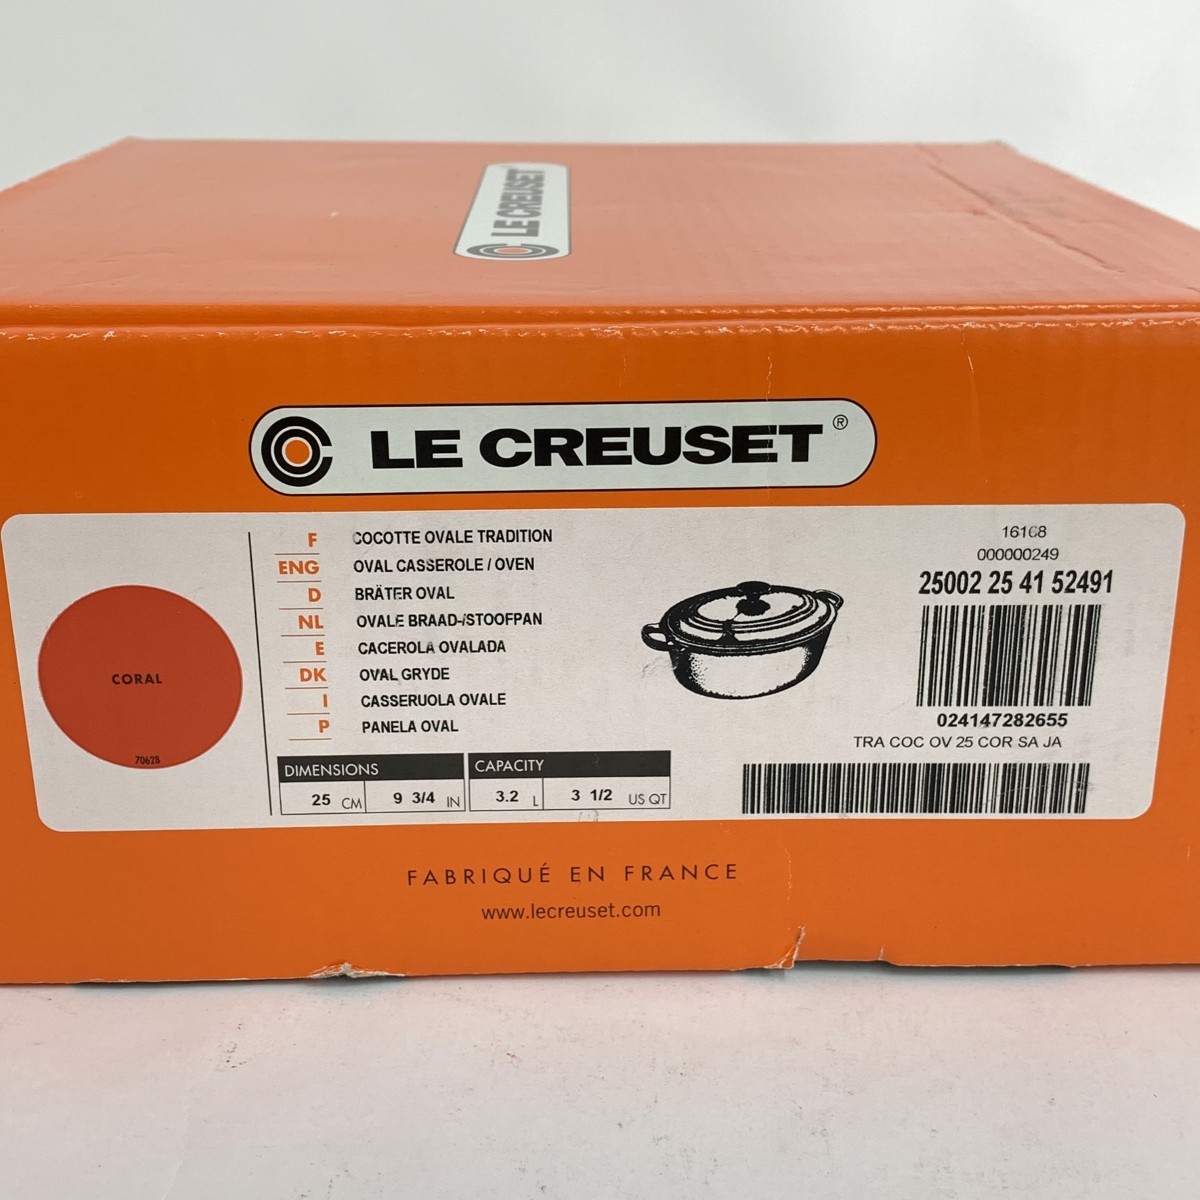 LE CREUSET
LE CREUSET ®
CORAL
70628
F COCOTTE OVALE TRADITION
ENG OVAL CASSEROLE / OVEN
D BRÄTER OVAL
NL OVALE BRAAD-/STOOFPAN
E CACEROLA OVALADA
DK OVAL GRYDE
I CASSERUOLA OVALE
P PANELA OVAL
DIMENSIONS CAPACITY
25 CM 9 3/4 IN 3.2 L 3 1/2 US QT
16168
000000249
25002 25 41 52491
024147282655
TRA COC OV 25 COR SA JA
FABRIQUÉ EN FRANCE
www.lecreuset.com